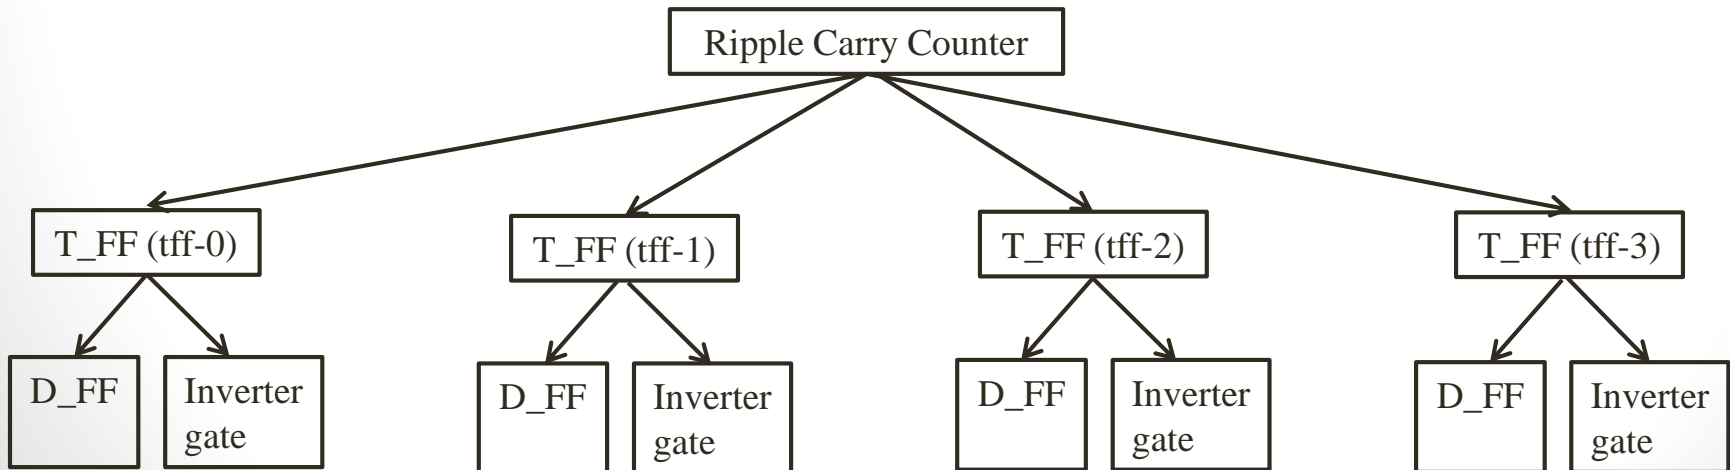 Ripple Carry Counter
T_FF (tff-0)
T_FF (tff-1)
T_FF (tff-2)
T_FF (tff-3)
D_FF
Inverter
gate
D_FF
Inverter
gate
D_FF
Inverter
gate
D_FF
Inverter
gate